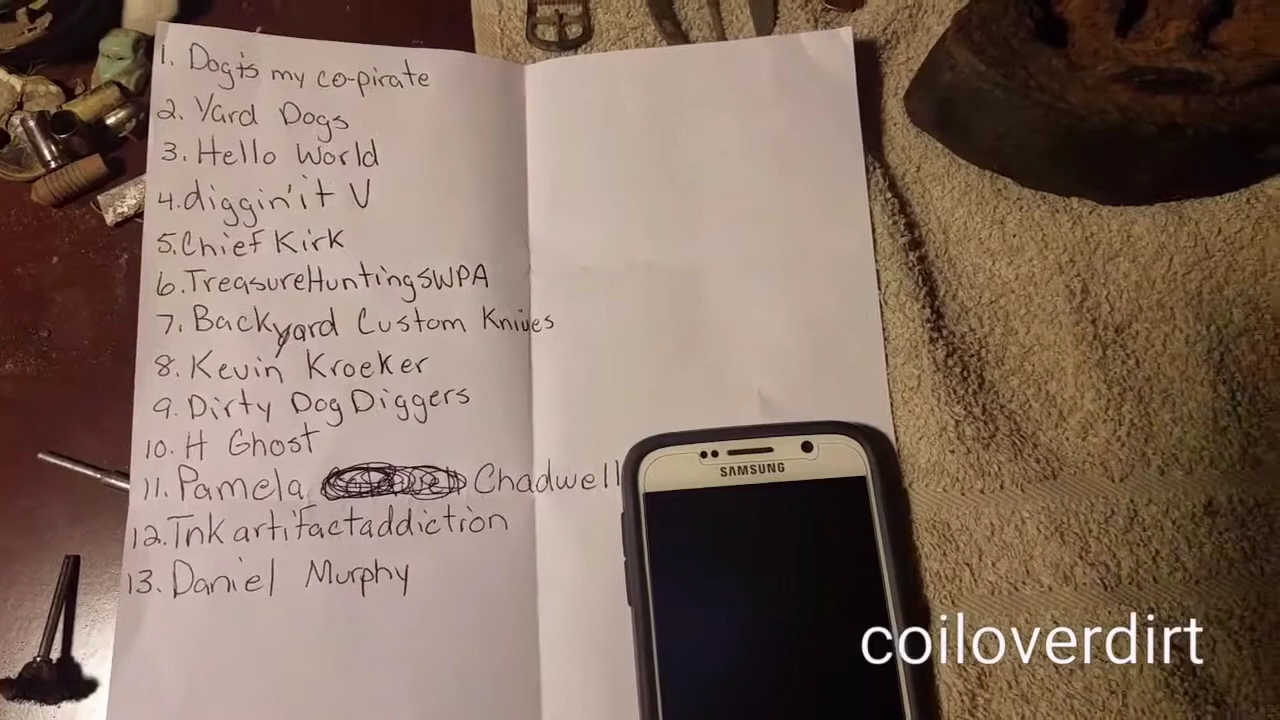 1. Dog is my co-pirate
2. Yard Dogs
3. Hello World
4. diggin'it V
5. Chief Kirk
6. TreasureHuntingSWPA
7. Backyard Custom Knives
8. Kevin Kroeker
9. Dirty Dog Diggers
10. H Ghost
11. Pamela Chadwell
12. Tnk artifactaddiction
13. Daniel Murphy
SAMSUNG
coiloverdirt